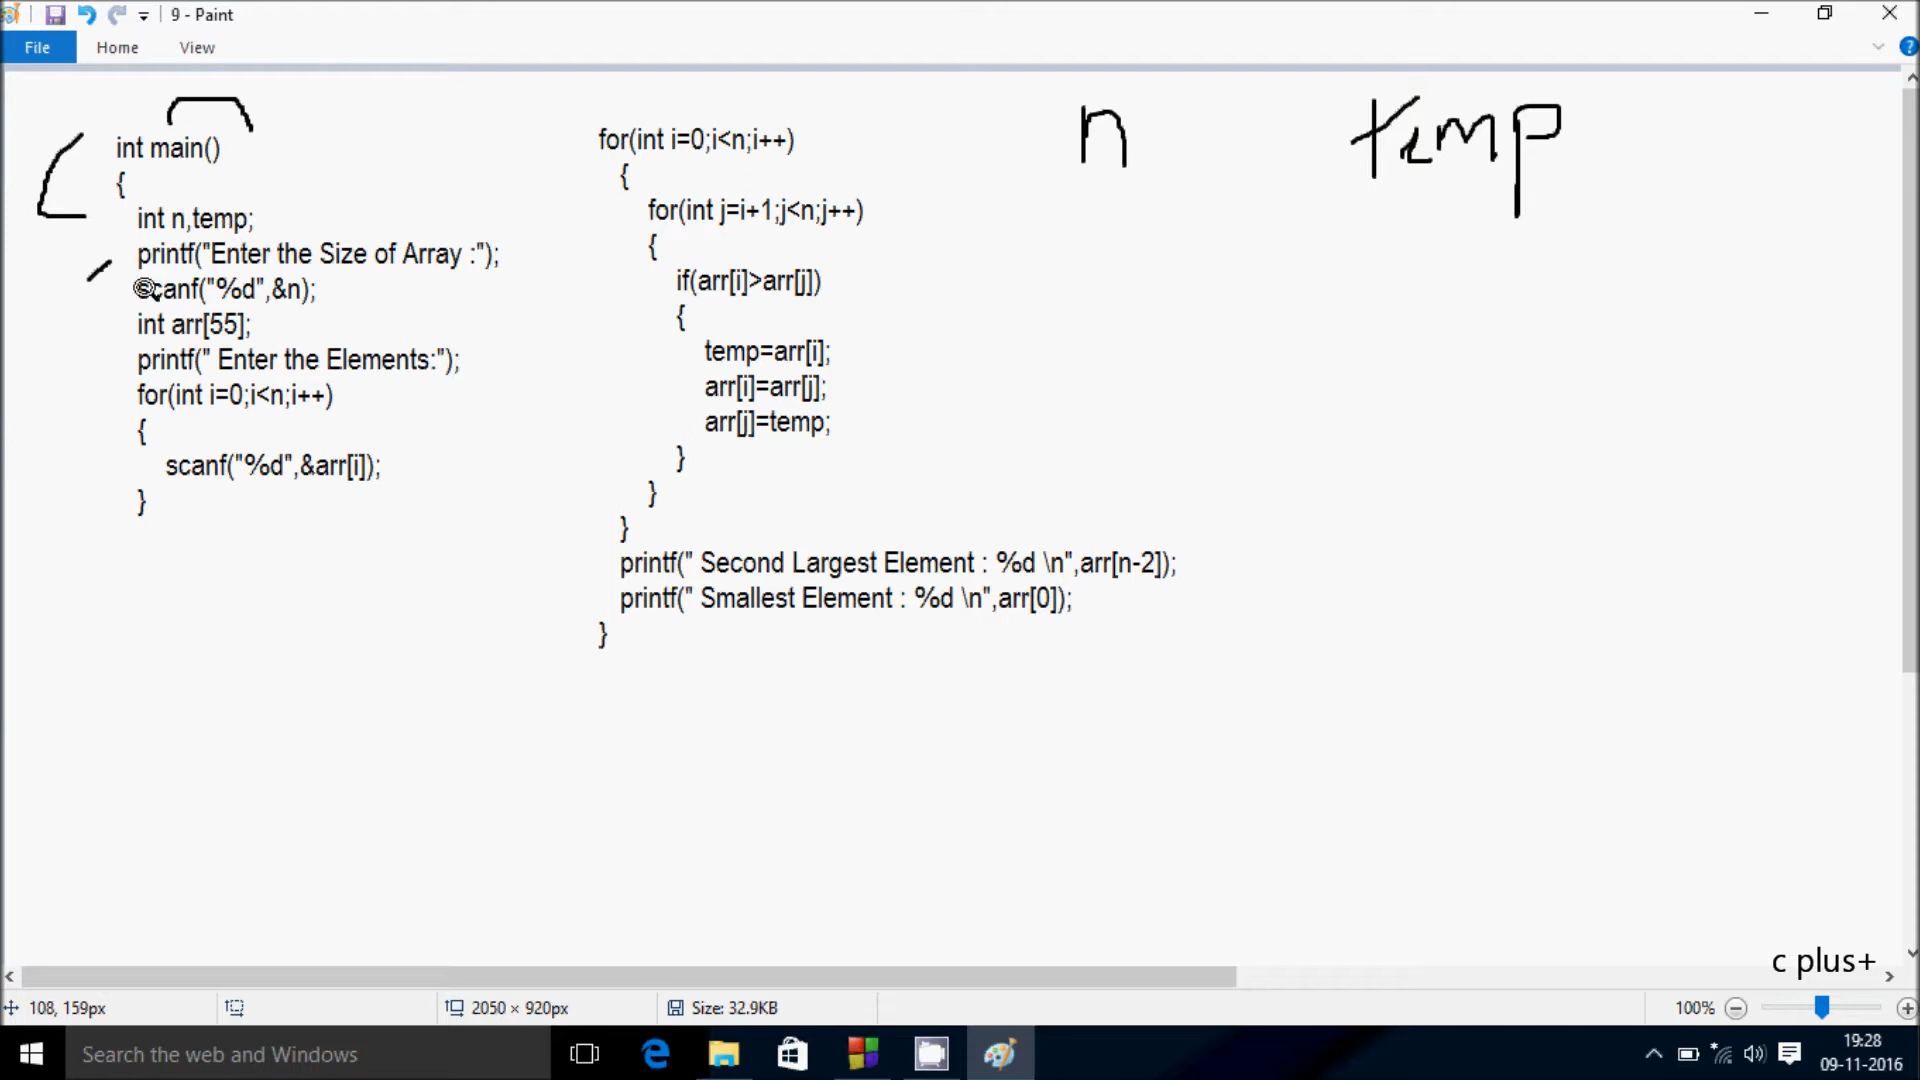 9 - Paint
File Home View
int main()
{
int n,temp;
printf("Enter the Size of Array :");
scanf("%d",&n);
int arr[55];
printf(" Enter the Elements:");
for(int i=0;i<n;i++)
{
scanf("%d",&arr[i]);
}
for(int i=0;i<n;i++)
{
for(int j=i+1;j<n;j++)
{
if(arr[i]>arr[j])
{
temp=arr[i];
arr[i]=arr[j];
arr[j]=temp;
}
}
}
printf(" Second Largest Element : %d \n",arr[n-2]);
printf(" Smallest Element : %d \n",arr[0]);
}
n temp
c plus+
108, 159px 2050 × 920px Size: 32.9KB 100%
Search the web and Windows
19:28
09-11-2016